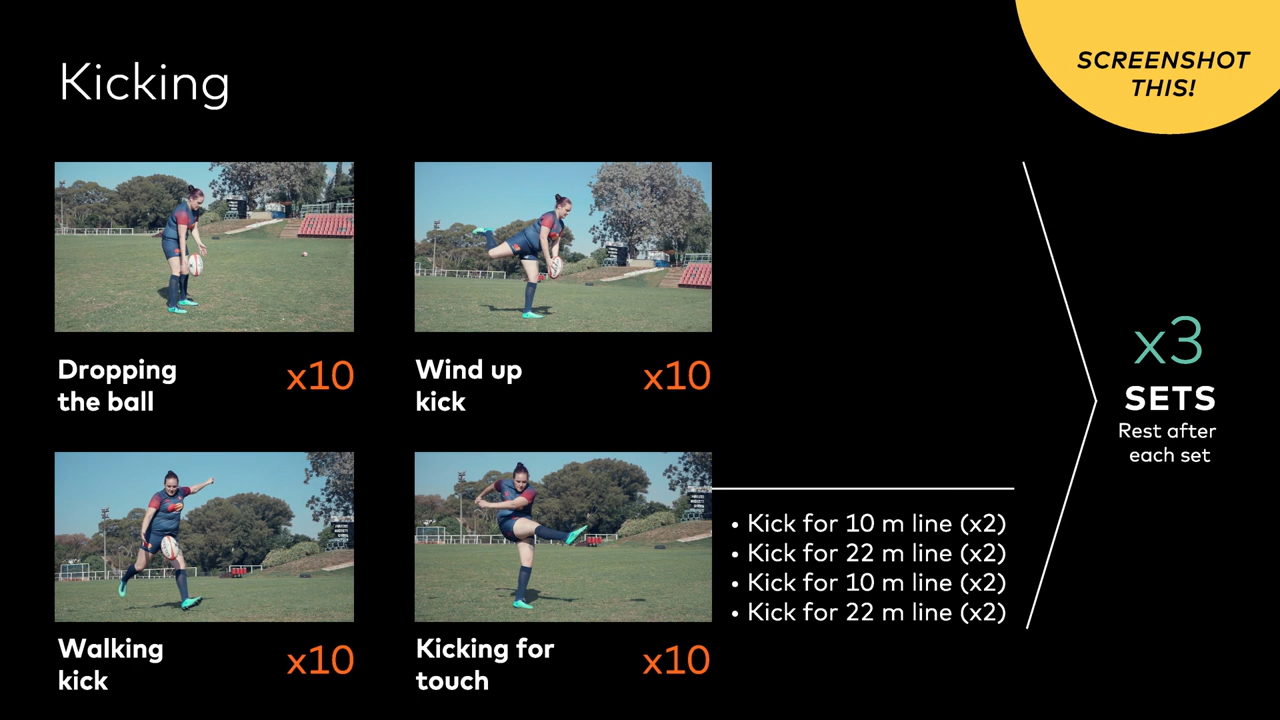 Kicking
SCREENSHOT
THIS!
Dropping
the ball
x10
Wind up
kick
x10
Walking
kick
x10
Kicking for
touch
x10
• Kick for 10 m line (x2)
• Kick for 22 m line (x2)
• Kick for 10 m line (x2)
• Kick for 22 m line (x2)
x3
SETS
Rest after
each set